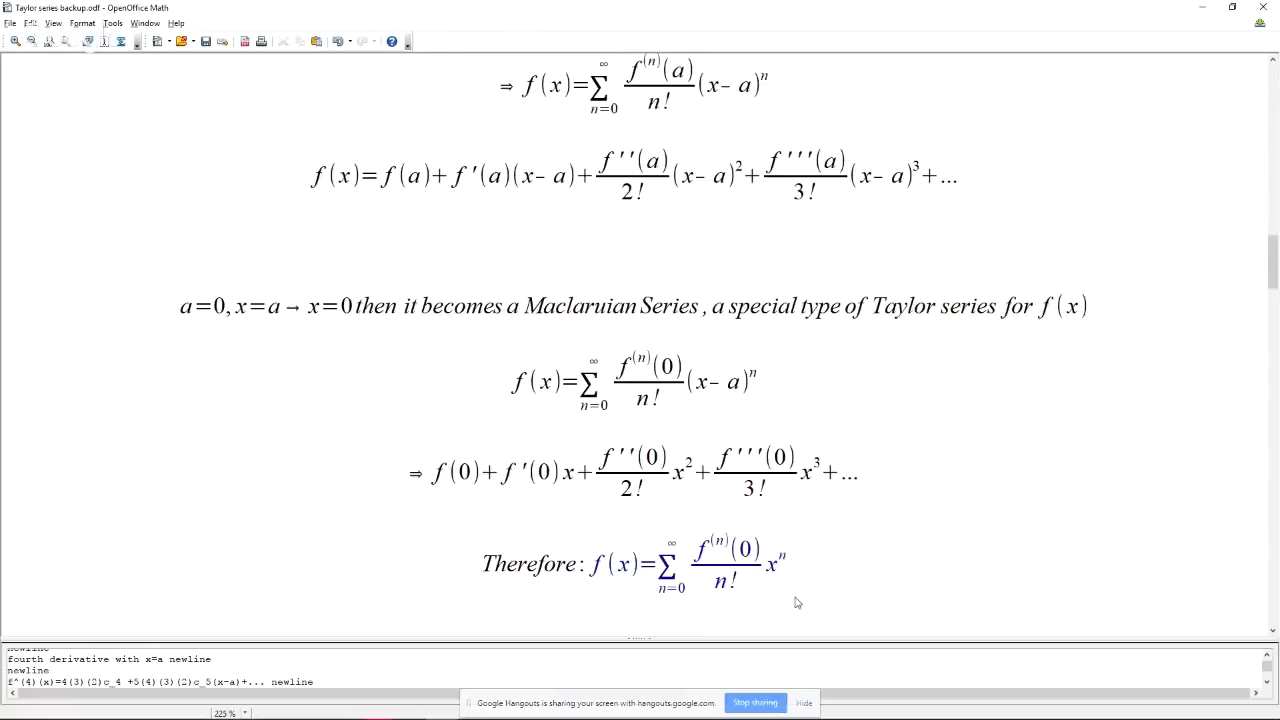 Taylor series backup.odf - OpenOffice Math
File Edit View Format Tools Window Help
⇒ f(x)=∑_{n=0}^{∞} f^{(n)}(a)/n! (x−a)^n
f(x)=f(a)+f'(a)(x−a)+f''(a)/2! (x−a)^2+f'''(a)/3! (x−a)^3+...
a=0, x=a→x=0 then it becomes a Maclaruian Series, a special type of Taylor series for f(x)
f(x)=∑_{n=0}^{∞} f^{(n)}(0)/n! (x−a)^n
⇒ f(0)+f'(0)x+f''(0)/2! x^2+f'''(0)/3! x^3+...
Therefore: f(x)=∑_{n=0}^{∞} f^{(n)}(0)/n! x^n
newline
fourth derivative with x=a newline
newline
f^(4)(x)=4(3)(2)c_4 +5(4)(3)(2)c_5(x-a)+... newline
Google Hangouts is sharing your screen with hangouts.google.com.
Stop sharing
Hide
225 %